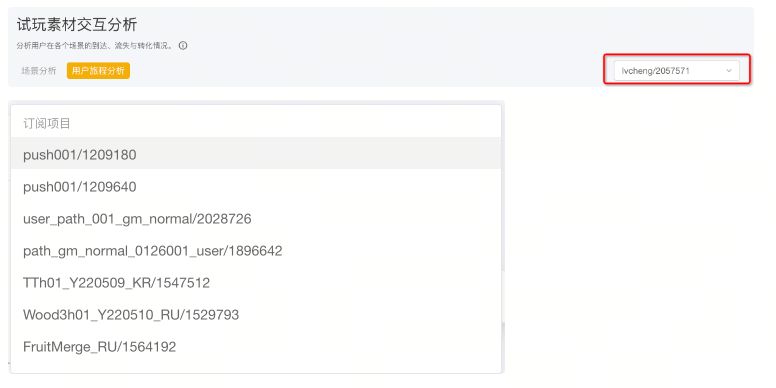 试玩素材交互分析
分析用户在各个场景的到达、流失与转化情况。
场景分析 用户旅程分析 lvcheng/2057571
订阅项目
push001/1209180
push001/1209640
user_path_001_gm_normal/2028726
path_gm_normal_0126001_user/1896642
TTh01_Y220509_KR/1547512
Wood3h01_Y220510_RU/1529793
FruitMerge_RU/1564192